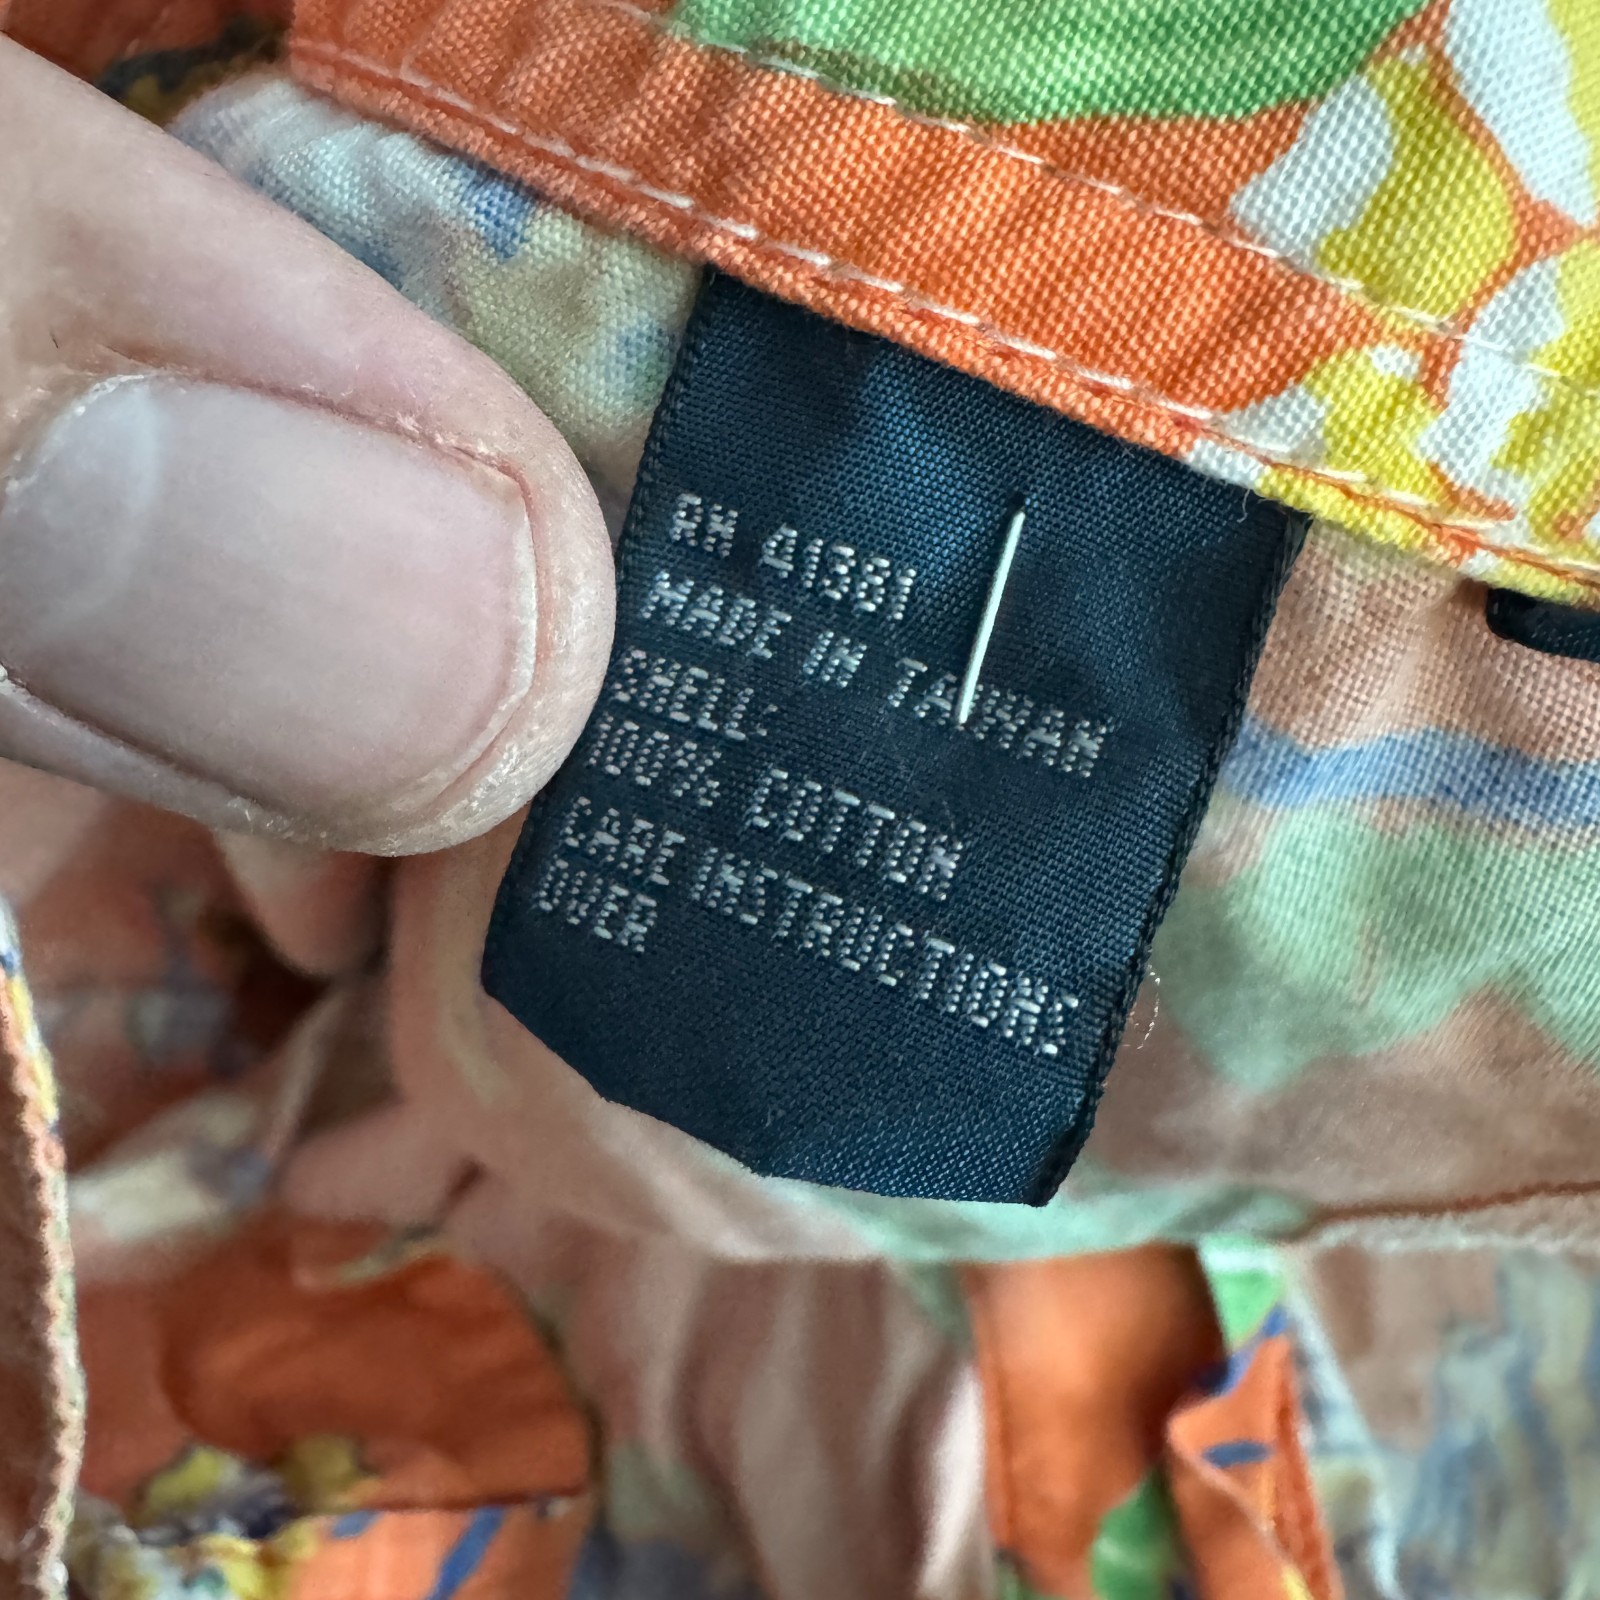 RN 41381
MADE IN TAIWAN
SHELL:
100% COTTON
CARE INSTRUCTIONS
OVER